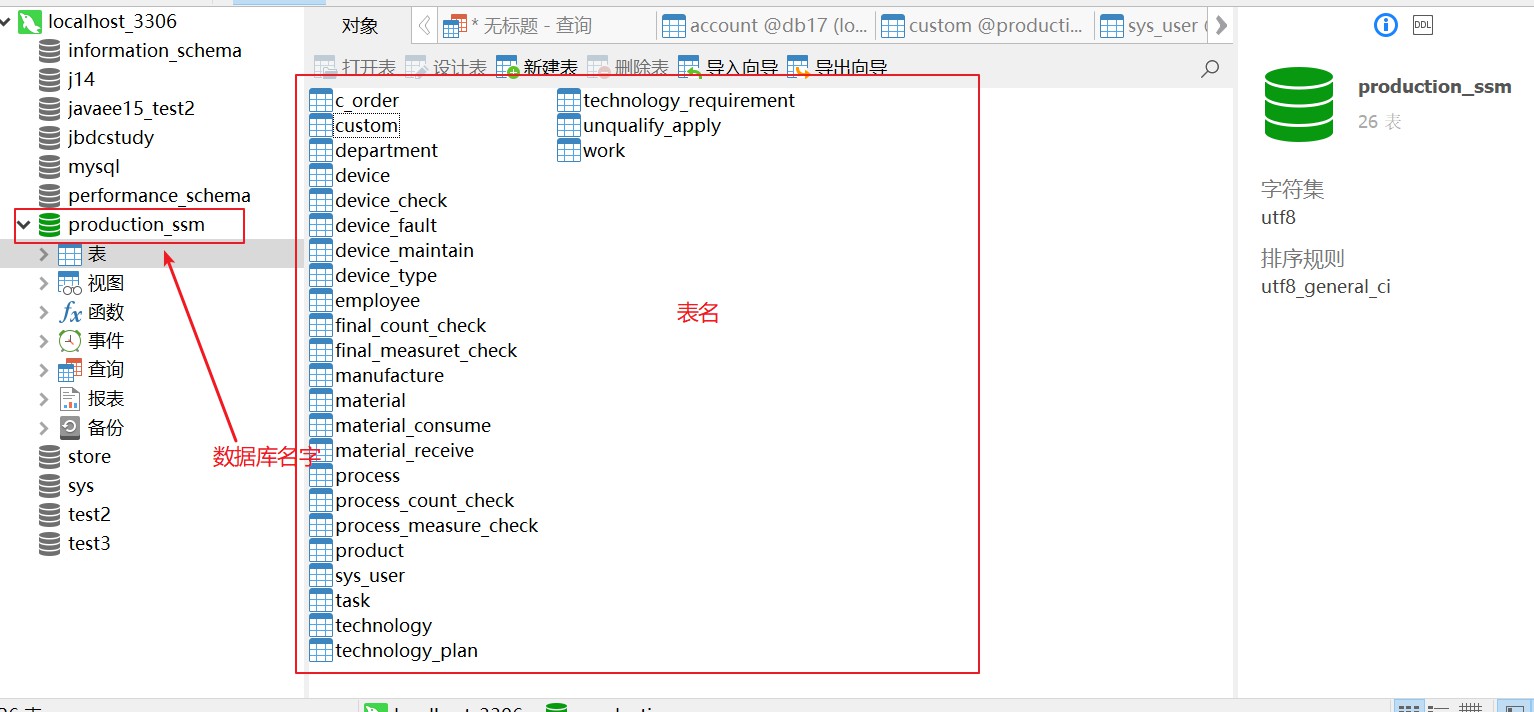 localhost_3306
information_schema
j14
javaee15_test2
jbdcstudy
mysql
performance_schema
production_ssm
表
视图
函数
事件
查询
报表
备份
store
sys
test2
test3
数据库名字
对象
* 无标题 - 查询
account @db17 (lo...
custom @producti...
sys_user
打开表 设计表 新建表 删除表 导入向导 导出向导
c_order
custom
department
device
device_check
device_fault
device_maintain
device_type
employee
final_count_check
final_measuret_check
manufacture
material
material_consume
material_receive
process
process_count_check
process_measure_check
product
sys_user
task
technology
technology_plan
technology_requirement
unqualify_apply
work
表名
DDL
production_ssm
26 表
字符集
utf8
排序规则
utf8_general_ci